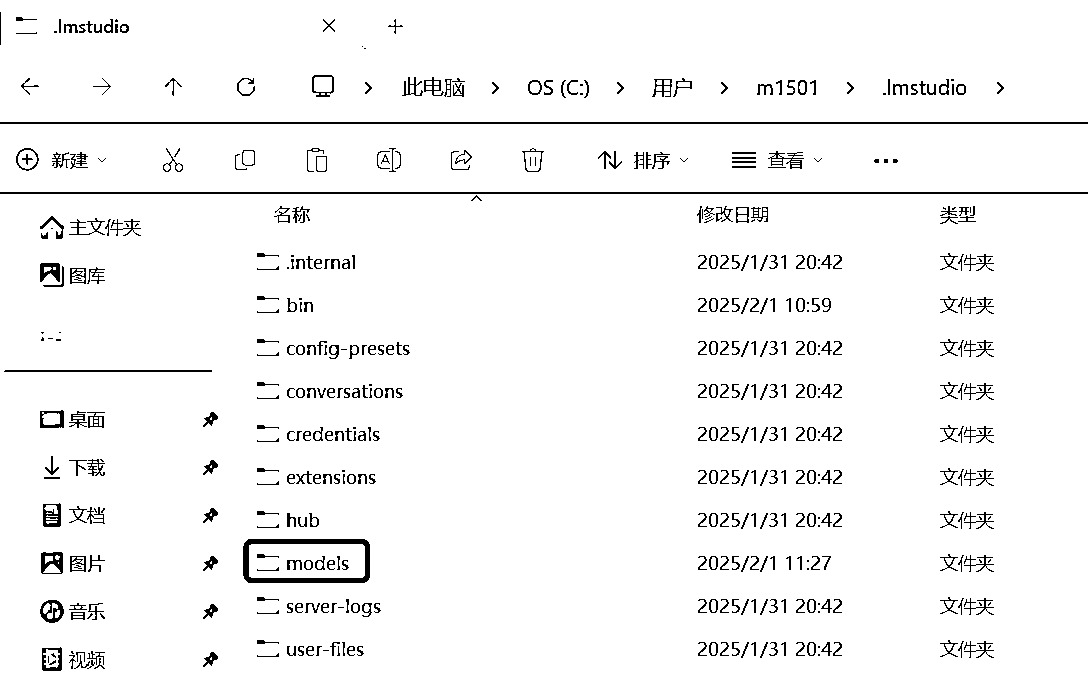 .lmstudio
此电脑 > OS (C:) > 用户 > m1501 > .lmstudio >
新建 排序 查看 ...
名称 修改日期 类型
主文件夹
图库
桌面
下载
文档
图片
音乐
视频
.internal 2025/1/31 20:42 文件夹
bin 2025/2/1 10:59 文件夹
config-presets 2025/1/31 20:42 文件夹
conversations 2025/1/31 20:42 文件夹
credentials 2025/1/31 20:42 文件夹
extensions 2025/1/31 20:42 文件夹
hub 2025/1/31 20:42 文件夹
models 2025/2/1 11:27 文件夹
server-logs 2025/1/31 20:42 文件夹
user-files 2025/1/31 20:42 文件夹